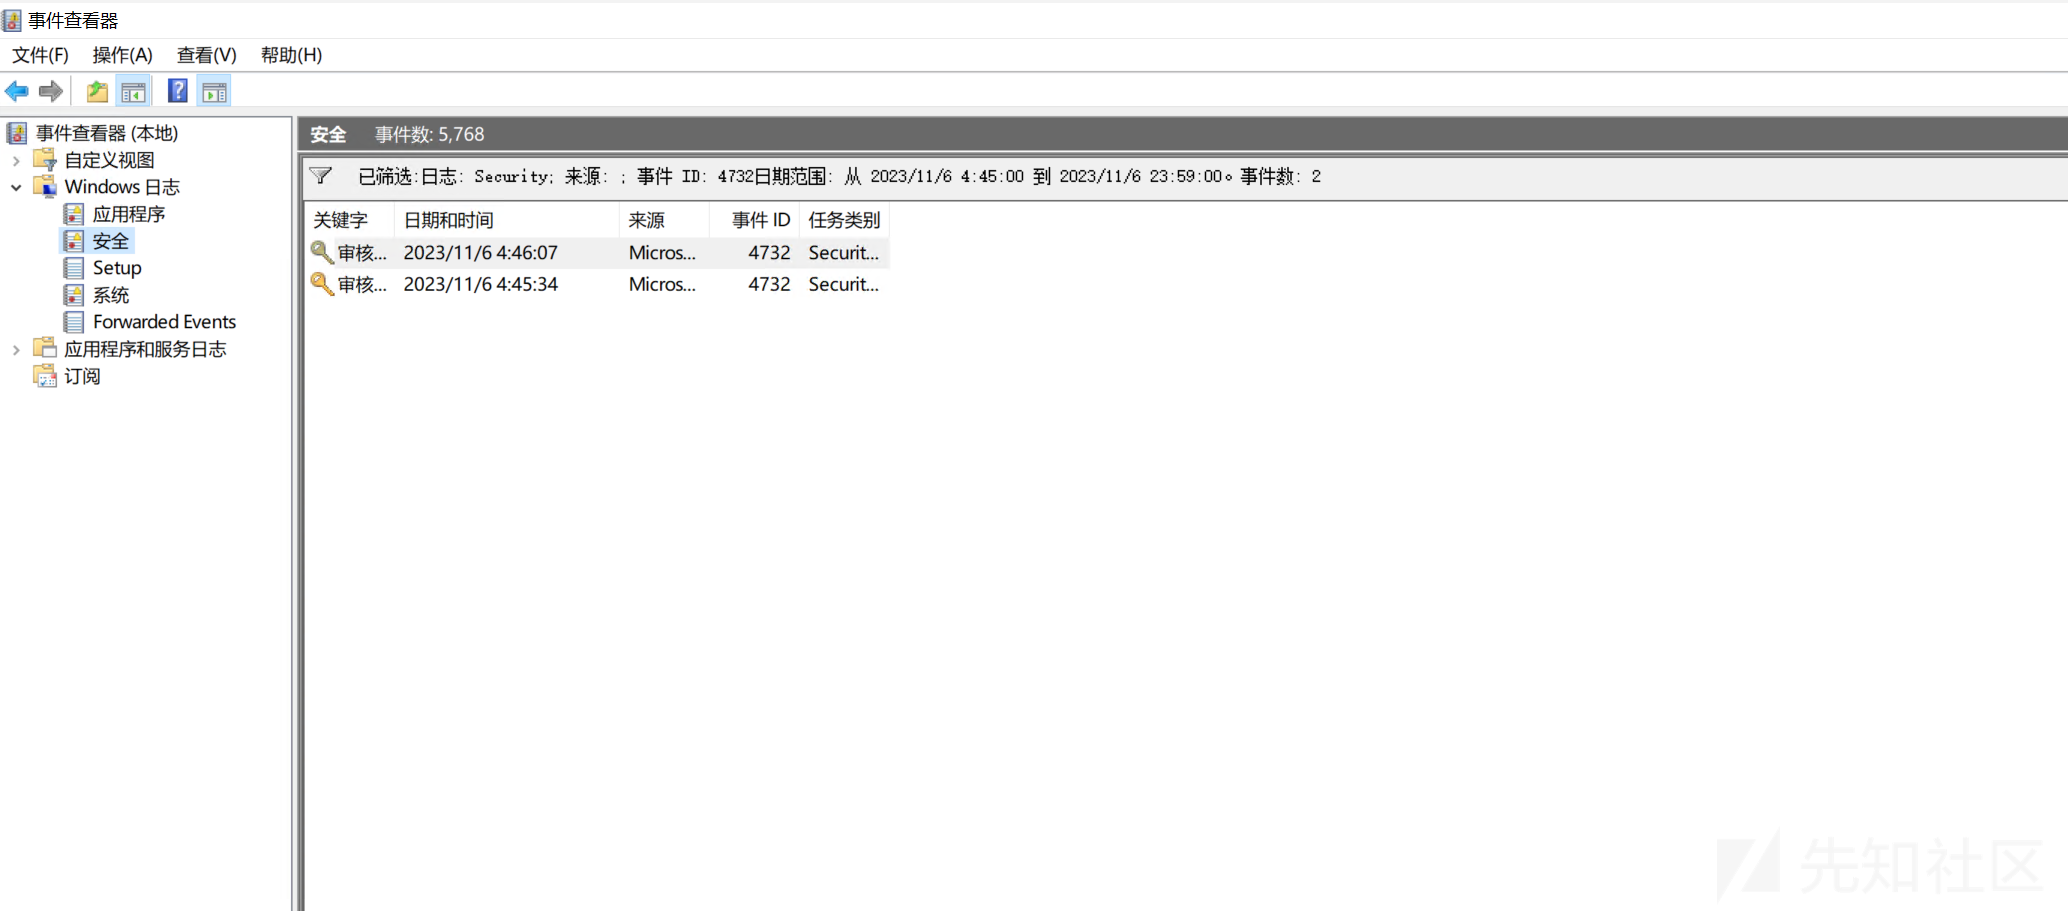 事件查看器
文件(F) 操作(A) 查看(V) 帮助(H)
事件查看器 (本地)
自定义视图
Windows 日志
应用程序
安全
Setup
系统
Forwarded Events
应用程序和服务日志
订阅
安全 事件数: 5,768
已筛选:日志: Security; 来源: ; 事件 ID: 4732日期范围: 从 2023/11/6 4:45:00 到 2023/11/6 23:59:00。事件数: 2
关键字 日期和时间 来源 事件 ID 任务类别
审核... 2023/11/6 4:46:07 Micros... 4732 Securit...
审核... 2023/11/6 4:45:34 Micros... 4732 Securit...
先知社区